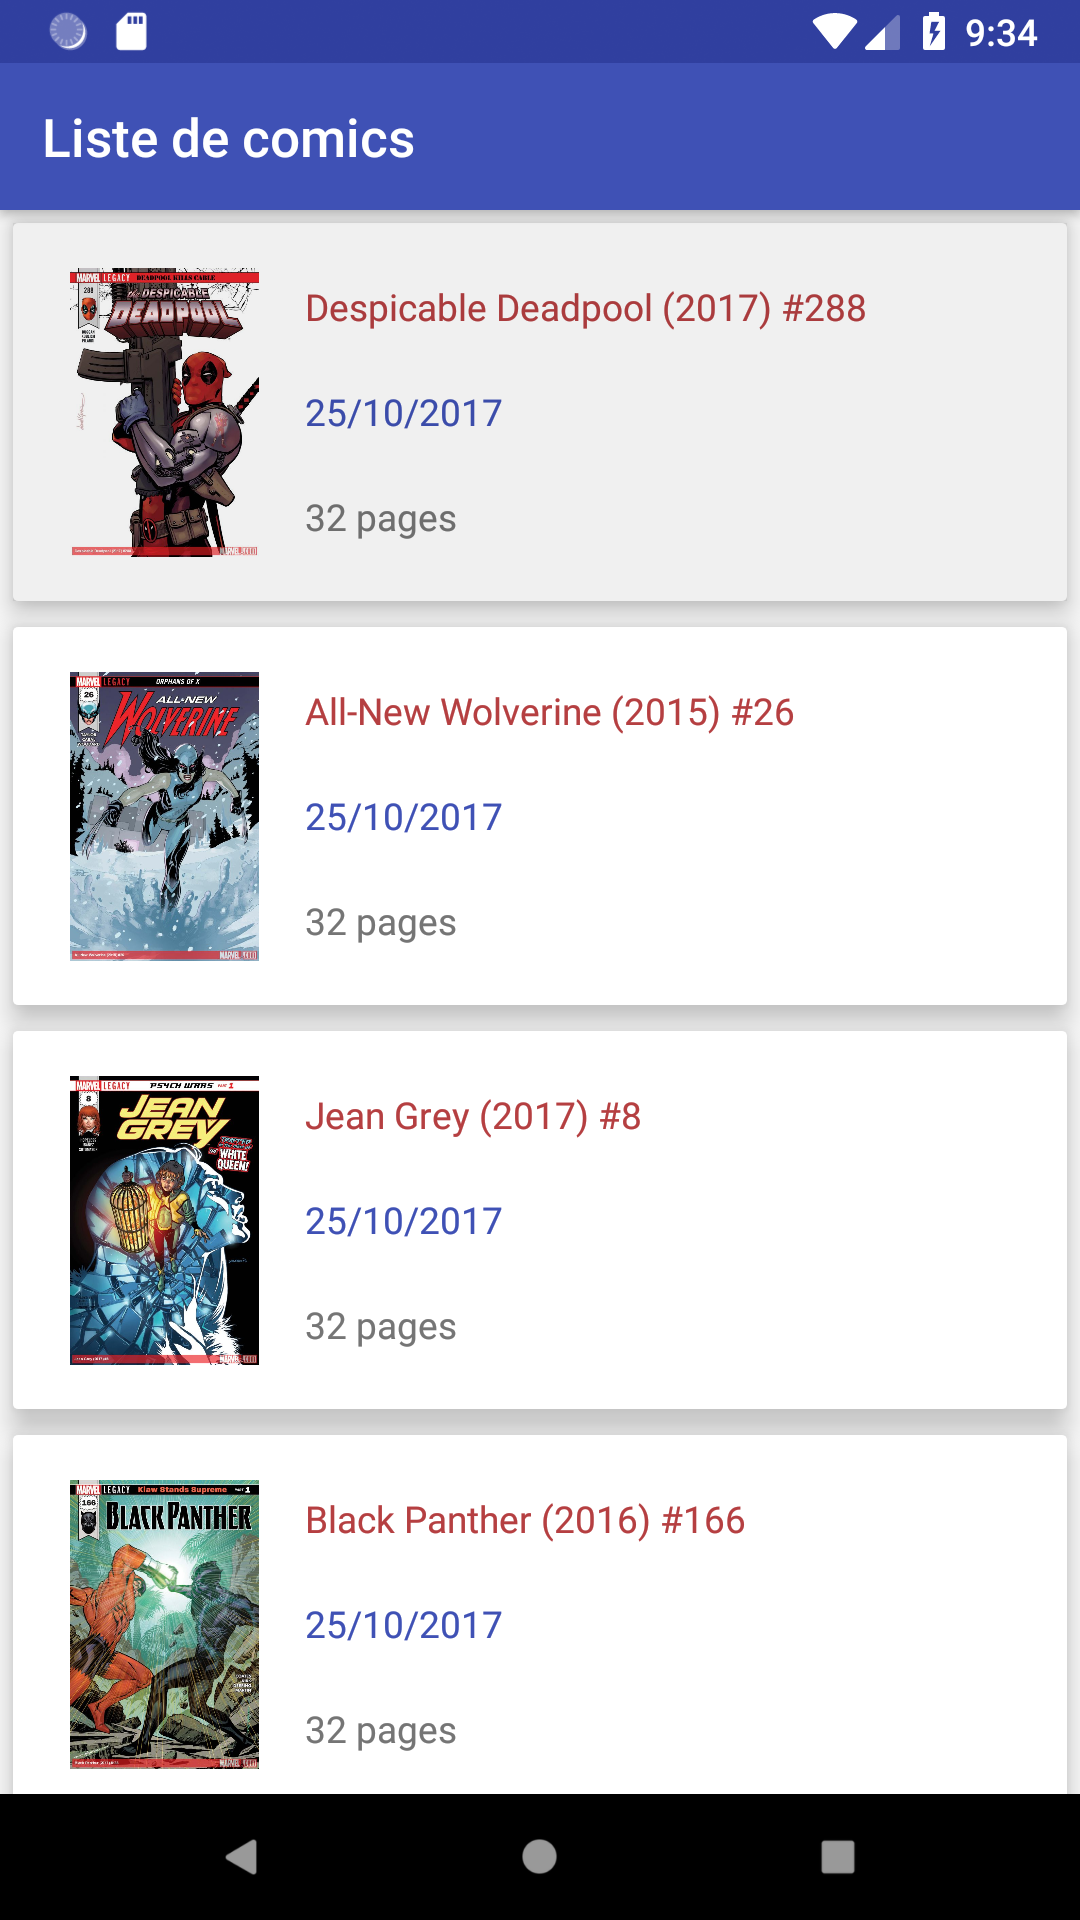 9:34
Liste de comics
MARVEL LEGACY DEADPOOL KILLS CABLE
288
the DESPICABLE
DEADPOOL
Despicable Deadpool (2017) #288
25/10/2017
32 pages
MARVEL LEGACY ORPHANS OF X
26
ALL-NEW
WOLVERINE
All-New Wolverine (2015) #26
25/10/2017
32 pages
MARVEL LEGACY PSYCH WARS PART 1
8
JEAN
GREY
WHITE
QUEEN!
Jean Grey (2017) #8
25/10/2017
32 pages
MARVEL LEGACY Klaw Stands Supreme PART 1
166
BLACK PANTHER
Black Panther (2016) #166
25/10/2017
32 pages